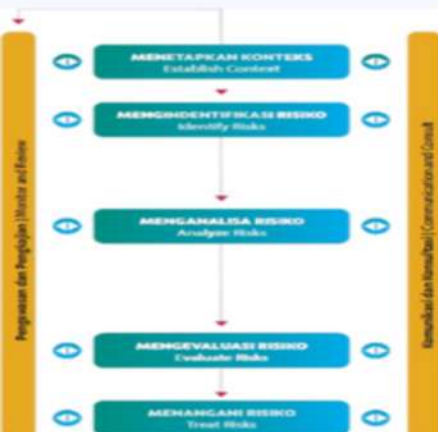 MENETAPKAN KONTEKS
Establish Context
MENGINDENTIFIKASI RISIKO
Identify Risks
MENGANALISA RISIKO
Analyze Risks
MENGEVALUASI RISIKO
Evaluate Risks
MENANGANI RISIKO
Treat Risks
Pengawasan dan Pengkajian | Monitor and Review
Komunikasi dan Konsultasi | Communication and Consult